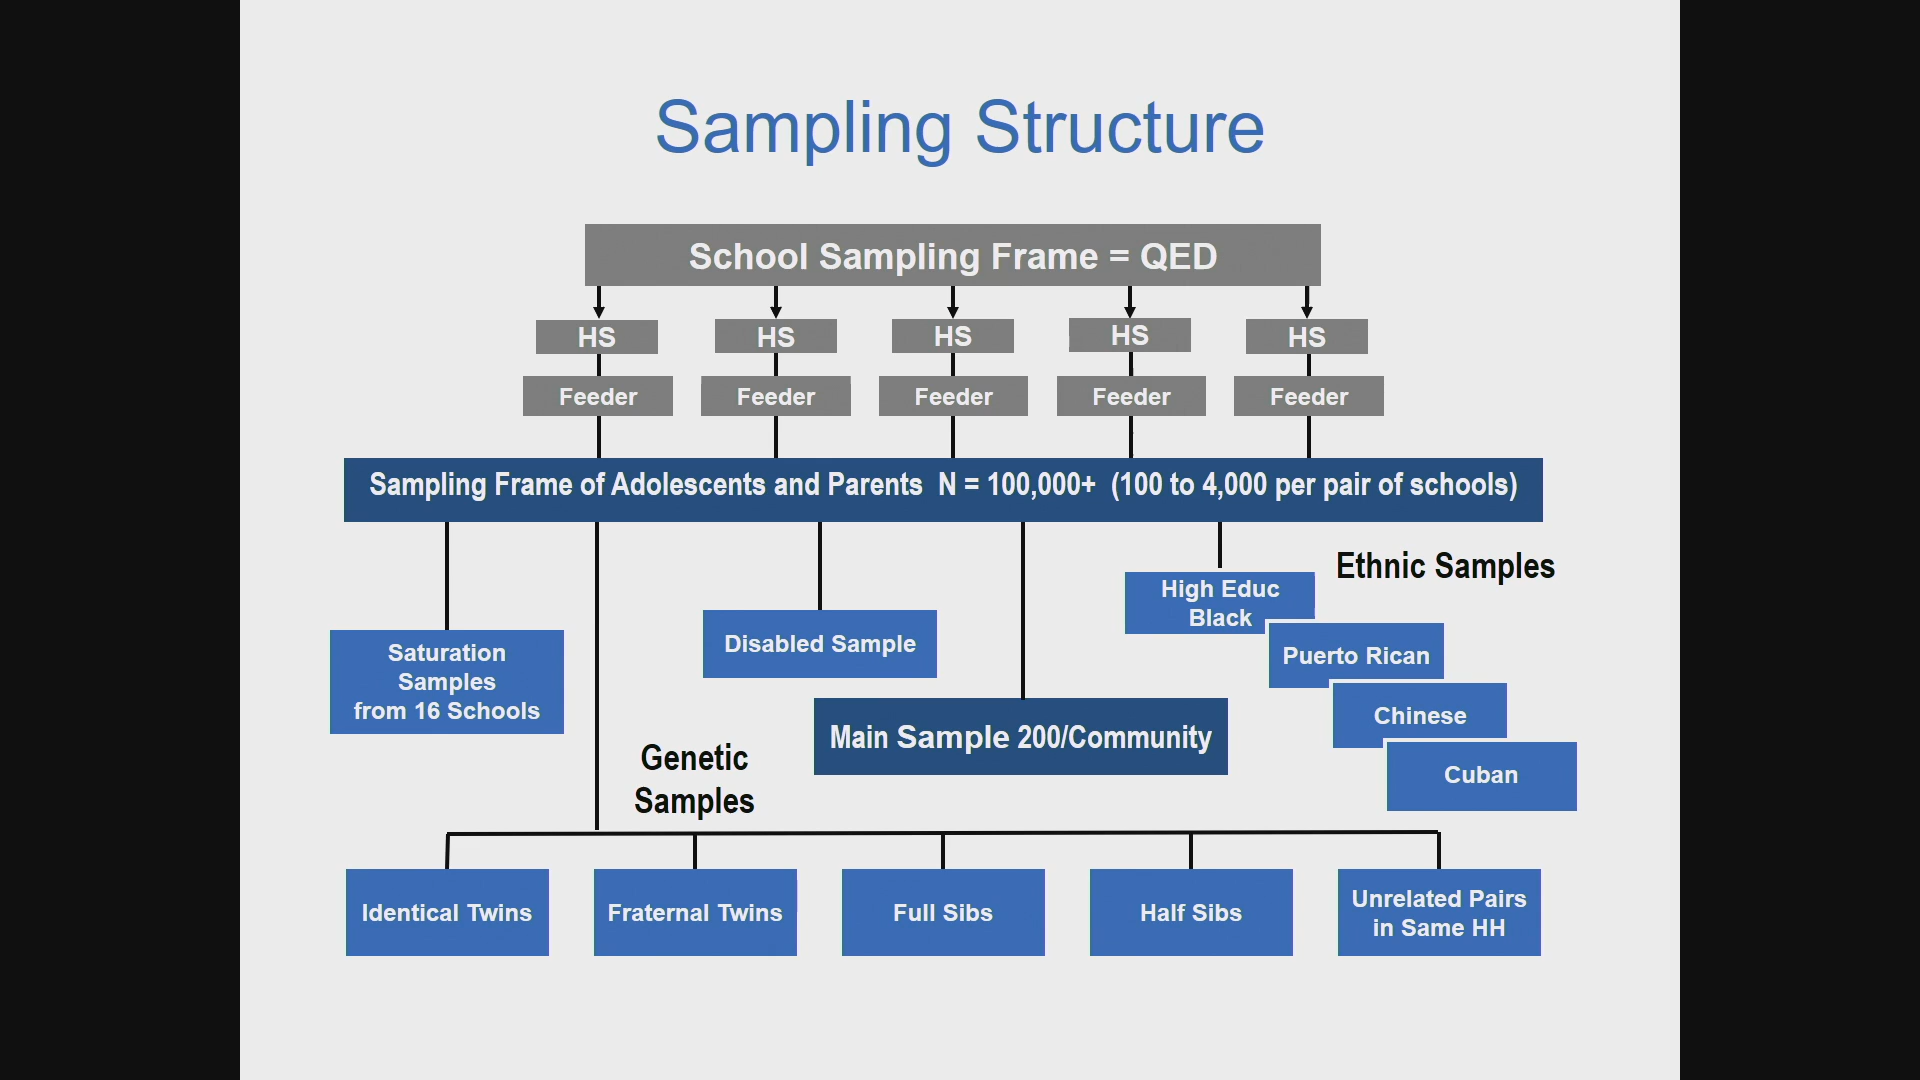 Sampling Structure
School Sampling Frame = QED
HS
HS
HS
HS
HS
Feeder
Feeder
Feeder
Feeder
Feeder
Sampling Frame of Adolescents and Parents  N = 100,000+  (100 to 4,000 per pair of schools)
Ethnic Samples
High Educ
Black
Puerto Rican
Chinese
Cuban
Disabled Sample
Saturation
Samples
from 16 Schools
Main Sample 200/Community
Genetic
Samples
Identical Twins
Fraternal Twins
Full Sibs
Half Sibs
Unrelated Pairs
in Same HH